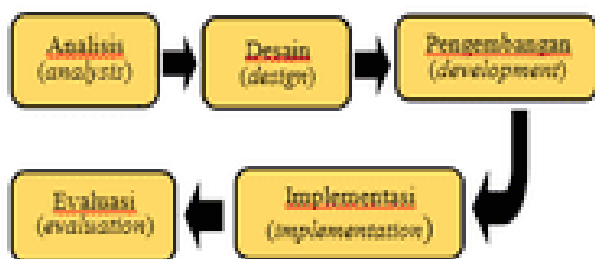 Analisis
(analysis)
Desain
(design)
Pengembangan
(development)
Implementasi
(implementation)
Evaluasi
(evaluation)